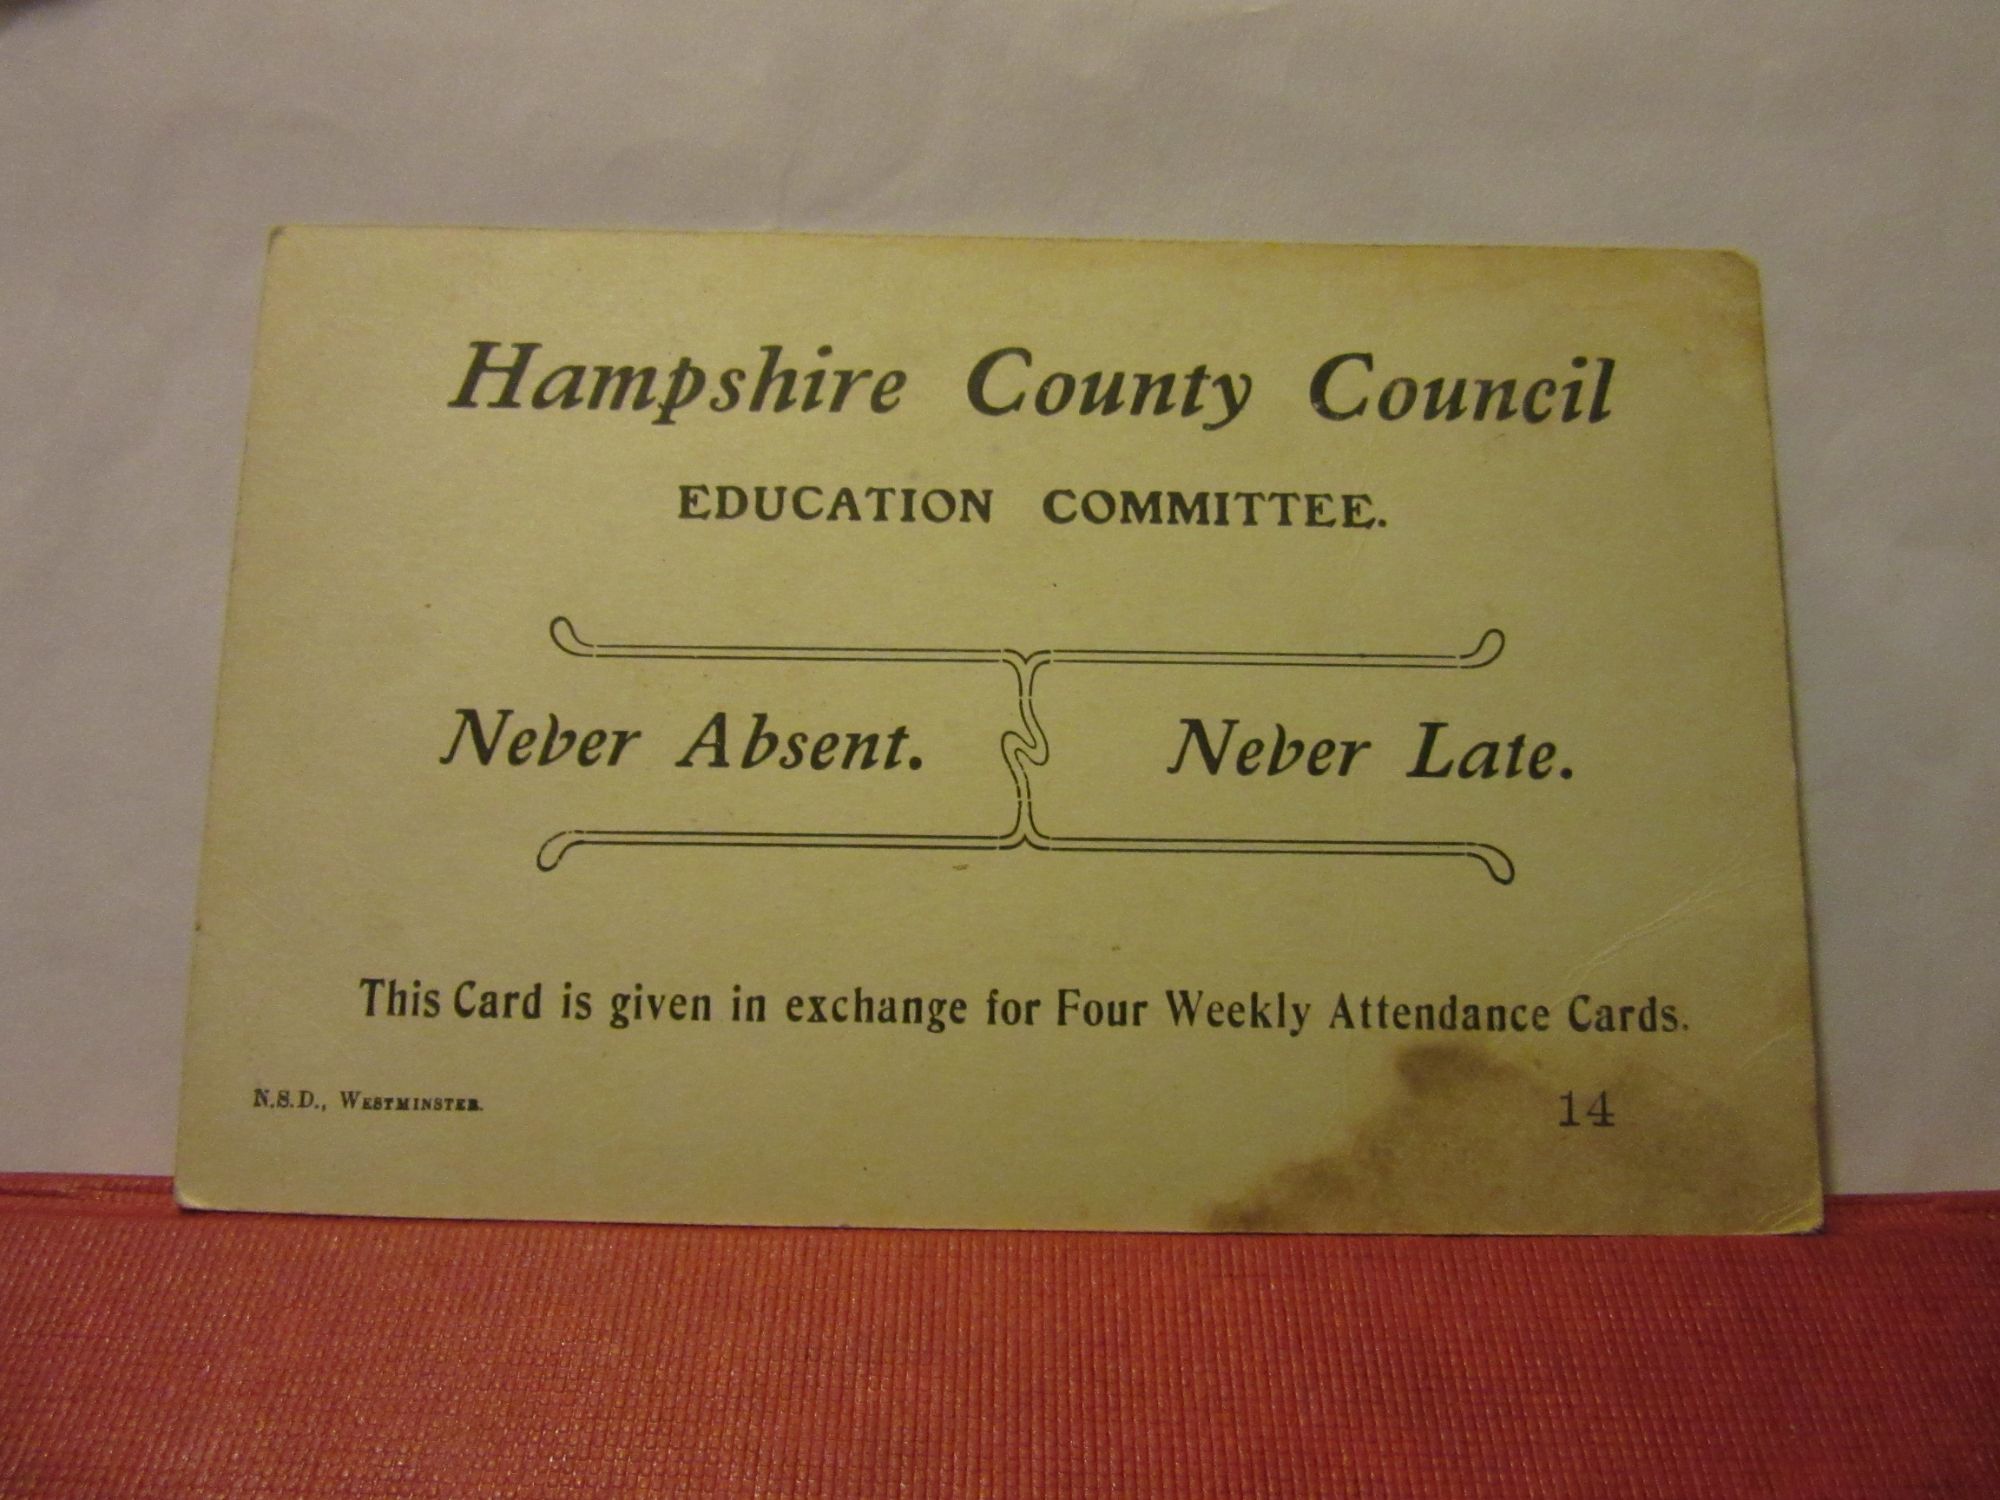 Hampshire County Council
EDUCATION COMMITTEE.
Never Absent. Never Late.
This Card is given in exchange for Four Weekly Attendance Cards.
N.S.D., WESTMINSTER.
14